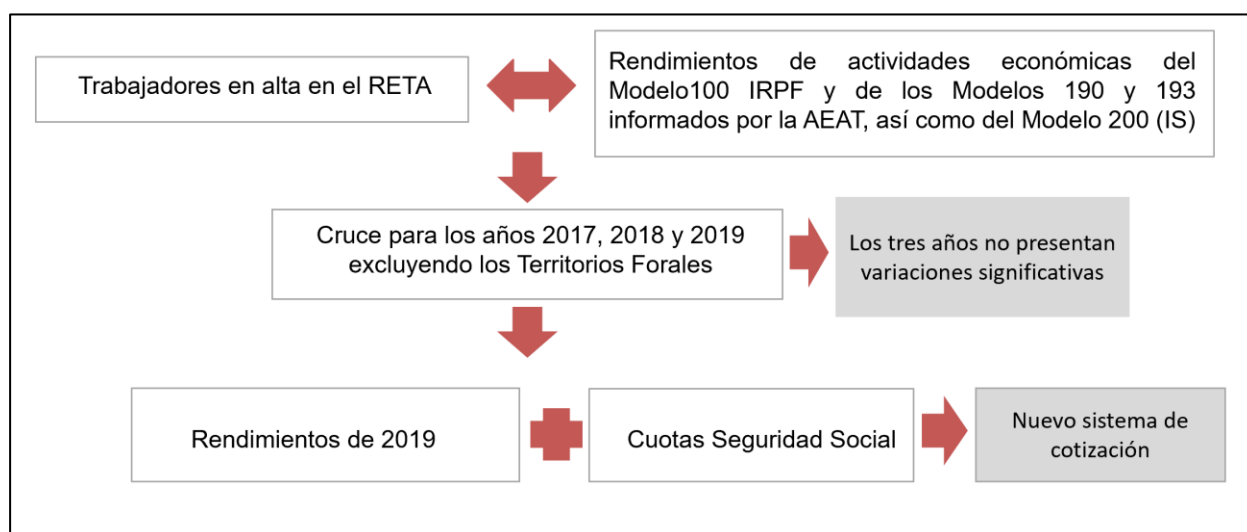 Trabajadores en alta en el RETA
Rendimientos de actividades económicas del
Modelo100 IRPF y de los Modelos 190 y 193
informados por la AEAT, así como del Modelo 200 (IS)
Cruce para los años 2017, 2018 y 2019
excluyendo los Territorios Forales
Los tres años no presentan
variaciones significativas
Rendimientos de 2019
Cuotas Seguridad Social
Nuevo sistema de
cotización